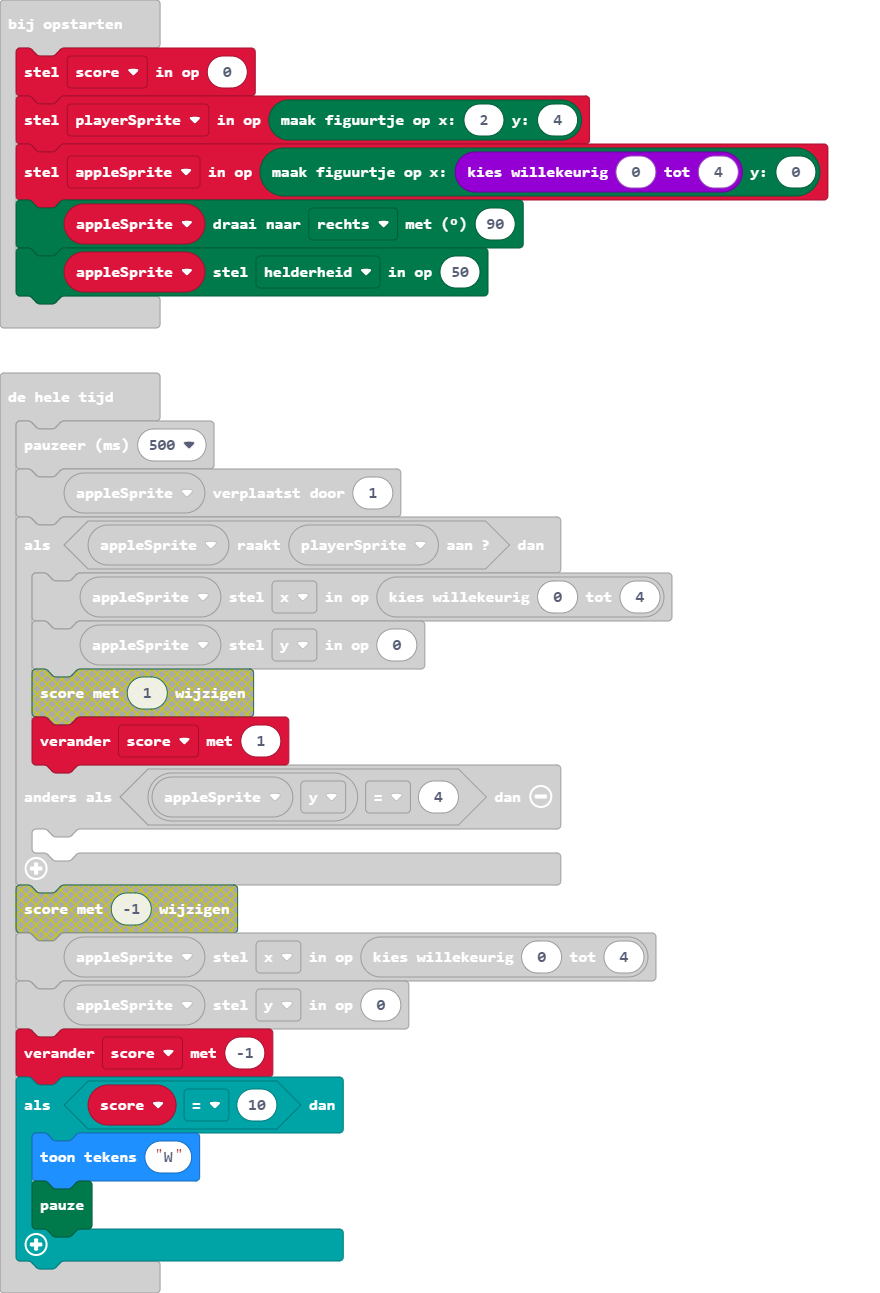 bij opstarten
stel score in op 0
stel playerSprite in op maak figuurtje op x: 2 y: 4
stel appleSprite in op maak figuurtje op x: kies willekeurig 0 tot 4 y: 0
appleSprite draai naar rechts met (º) 90
appleSprite stel helderheid in op 50
de hele tijd
pauzeer (ms) 500
appleSprite verplaatst door 1
als appleSprite raakt playerSprite aan ? dan
appleSprite stel x in op kies willekeurig 0 tot 4
appleSprite stel y in op 0
score met 1 wijzigen
verander score met 1
anders als appleSprite y = 4 dan
score met -1 wijzigen
appleSprite stel x in op kies willekeurig 0 tot 4
appleSprite stel y in op 0
verander score met -1
als score = 10 dan
toon tekens "W"
pauze